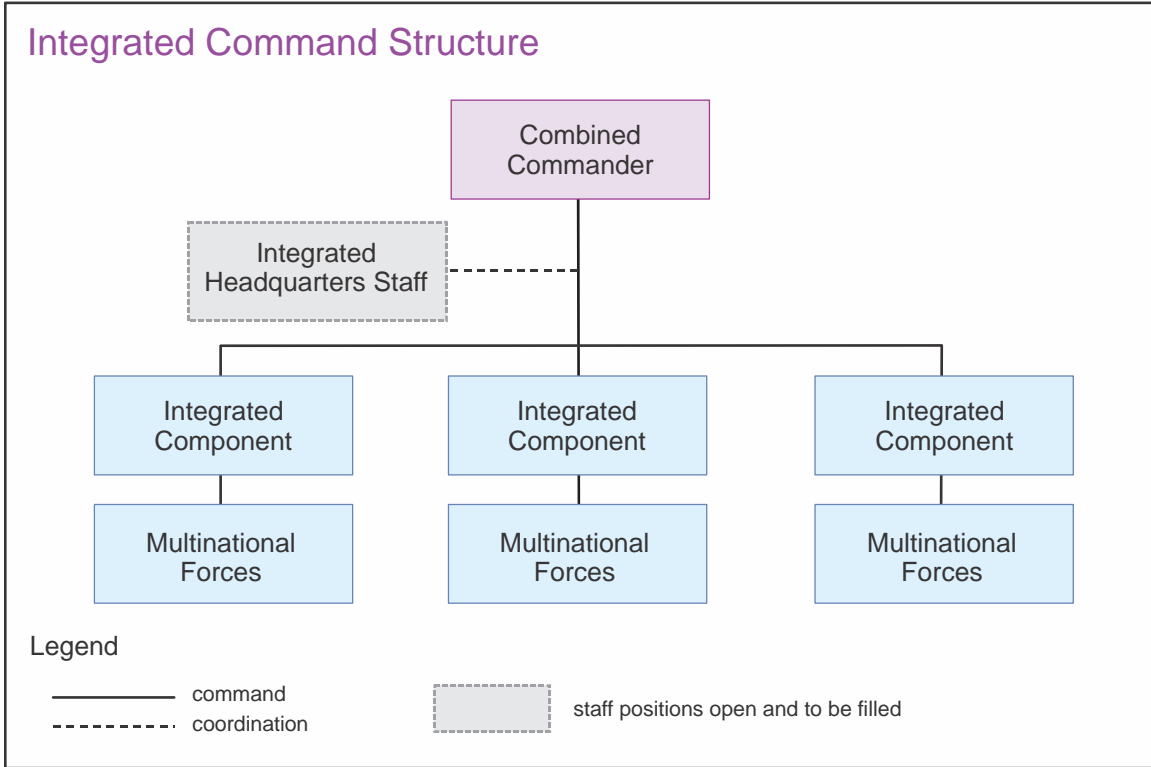 Integrated Command Structure
Combined
Commander
Integrated
Headquarters Staff
Integrated
Component
Integrated
Component
Integrated
Component
Multinational
Forces
Multinational
Forces
Multinational
Forces
Legend
command
coordination
staff positions open and to be filled